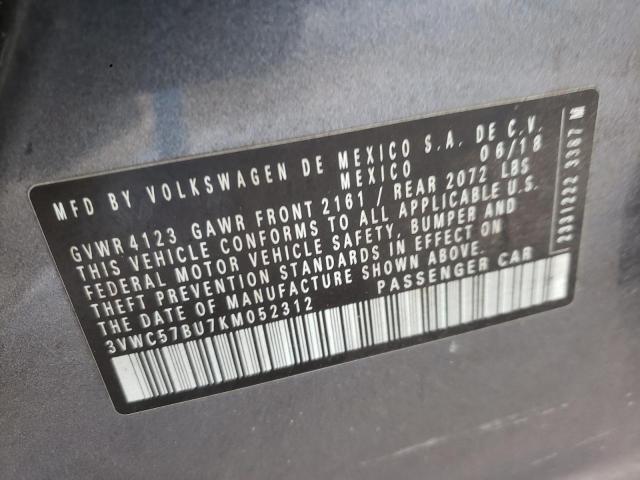 MFD BY VOLKSWAGEN DE MEXICO S.A. DE C.V.
MEXICO 06/18
GVWR 4123 GAWR FRONT 2161 / REAR 2072 LBS
THIS VEHICLE CONFORMS TO ALL APPLICABLE U.S.
FEDERAL MOTOR VEHICLE SAFETY, BUMPER AND
THEFT PREVENTION STANDARDS IN EFFECT ON
THE DATE OF MANUFACTURE SHOWN ABOVE.
3VWC57BU7KM052312 PASSENGER CAR
2331222 3367 M